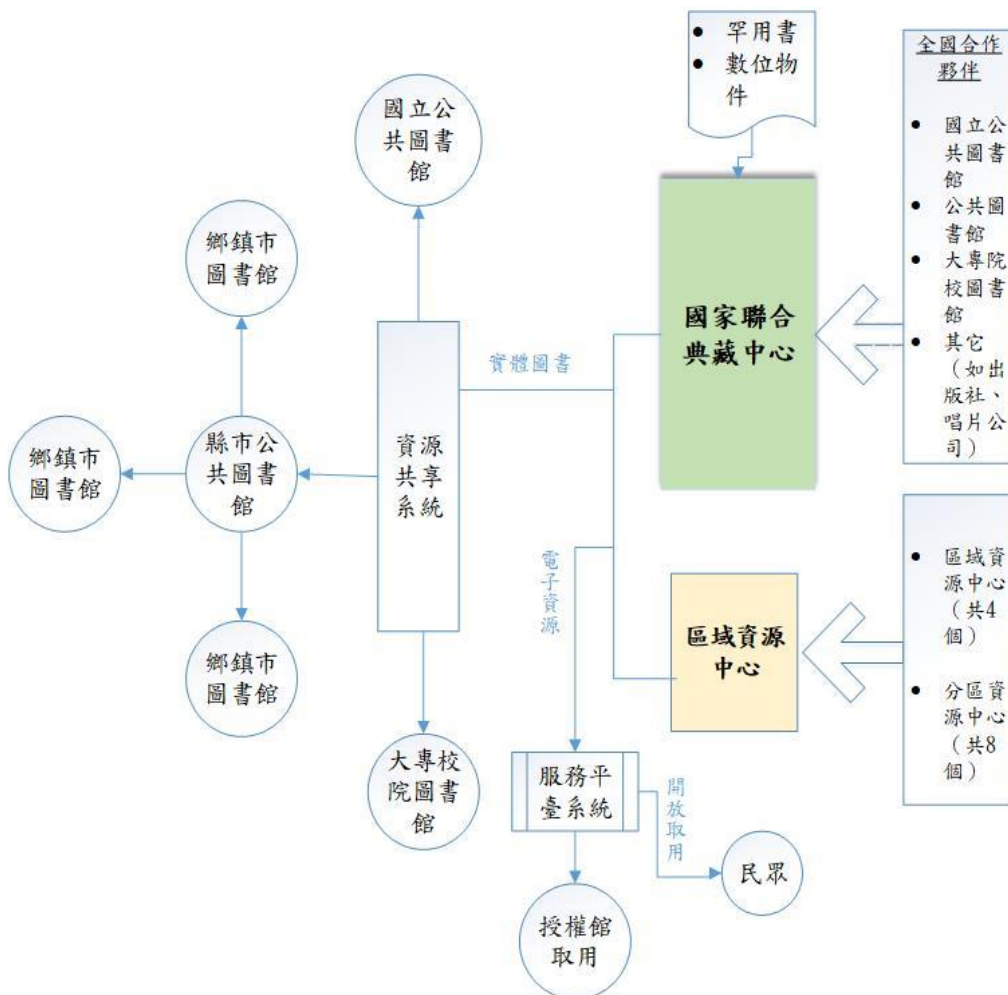 罕用書
數位物
件
全國合作
夥伴
國立公
共圖書
館
公共圖
書館
大專院
校圖書
館
其它
（如出
版社、
唱片公
司）
國立公
共圖書
館
鄉鎮市
圖書館
國家聯合
典藏中心
實體圖書
資源
共享
系統
縣市公
共圖書
館
鄉鎮市
圖書館
電子資源
區域資源
中心
區域資
源中心
（共4
個）
分區資
源中心
（共8
個）
鄉鎮市
圖書館
大專校
院圖書
館
服務平
臺系統
開放取用
民眾
授權館
取用